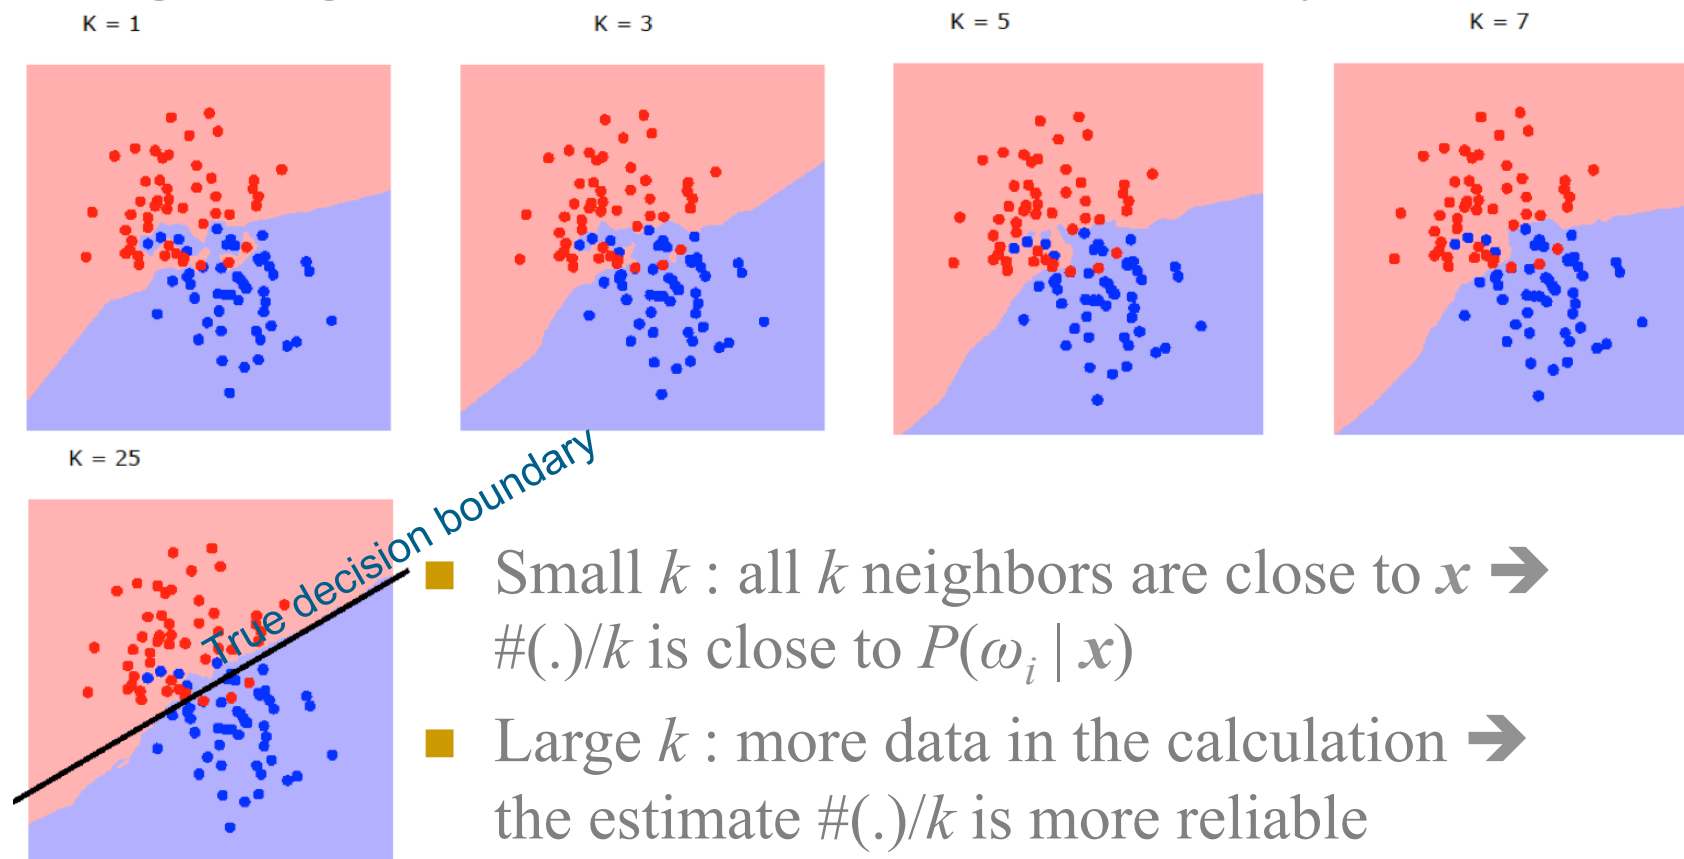 K = 1
K = 3
K = 5
K = 7
K = 25
True decision boundary
Small k : all k neighbors are close to x ➔
#(.)/k is close to P(ωi | x)
Large k : more data in the calculation ➔
the estimate #(.)/k is more reliable